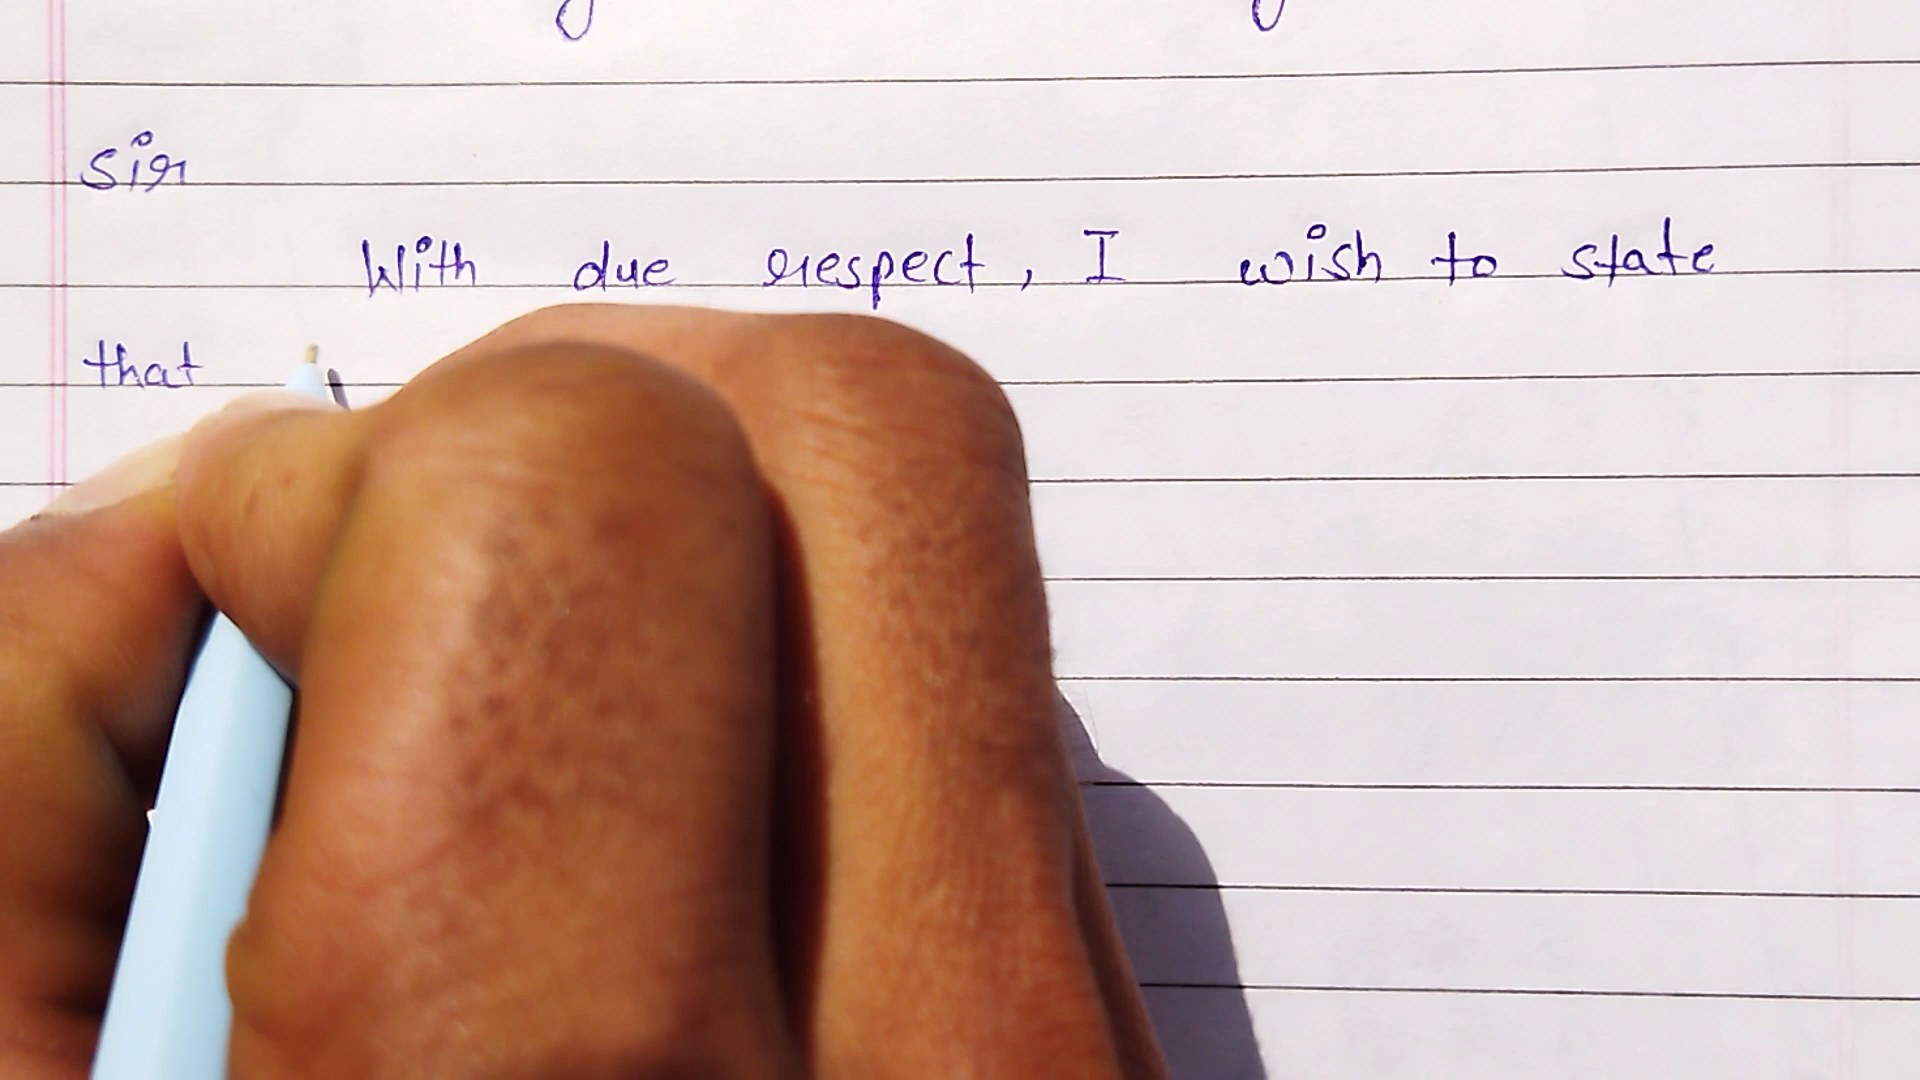 Sir
With due respect, I wish to state
that